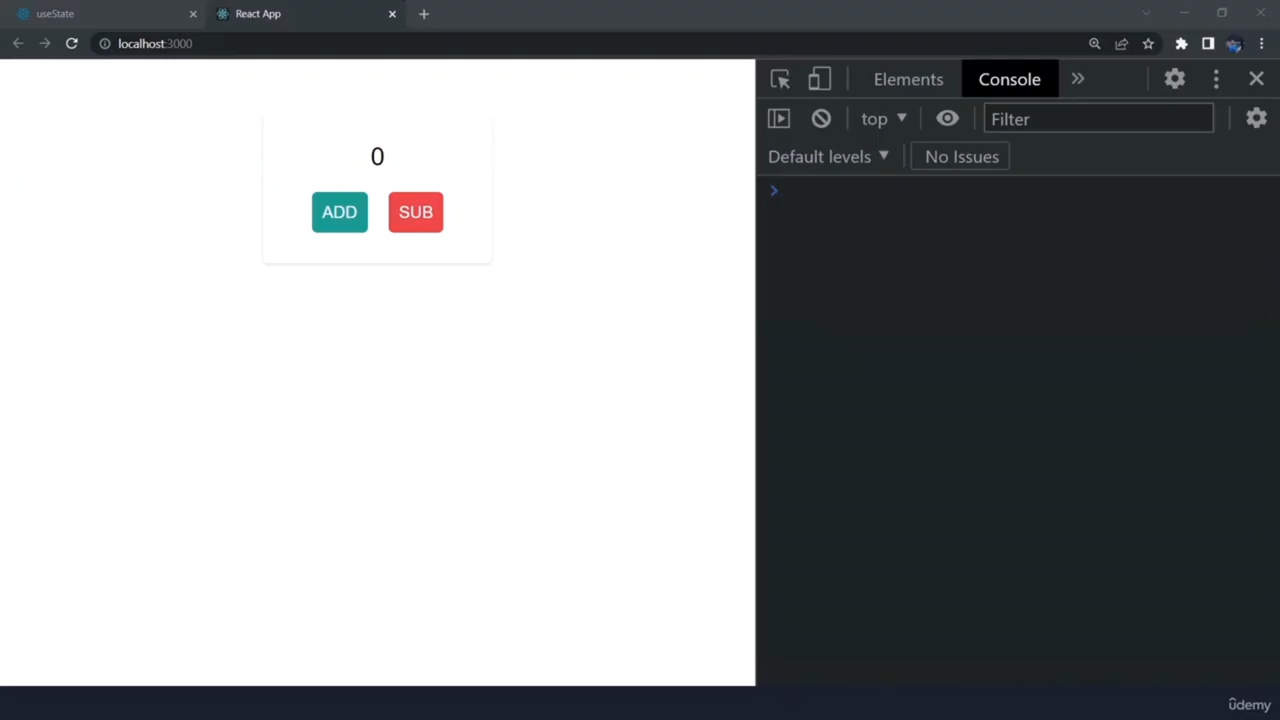 useState
React App
localhost:3000
Elements
Console
top
Filter
Default levels
No Issues
0
ADD
SUB
ûdemy